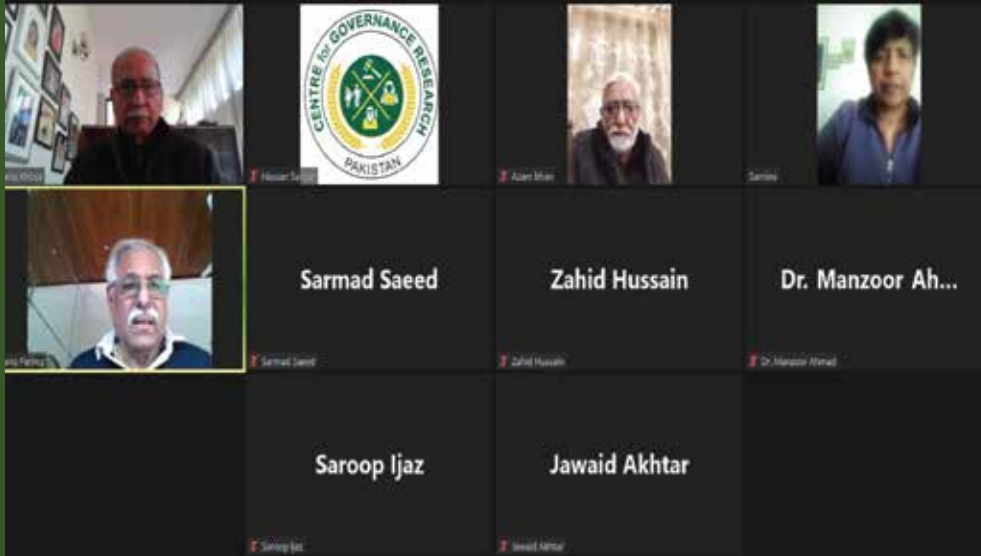 CENTRE for GOVERNANCE RESEARCH
PAKISTAN
Azam Khan
Samina
Sarmad Saeed
Zahid Hussain
Dr. Manzoor Ah...
Sarmad Saeed
Zahid Hussain
Dr. Manzoor Ahmad
Saroop Ijaz
Jawaid Akhtar
Saroop Ijaz
Jawaid Akhtar